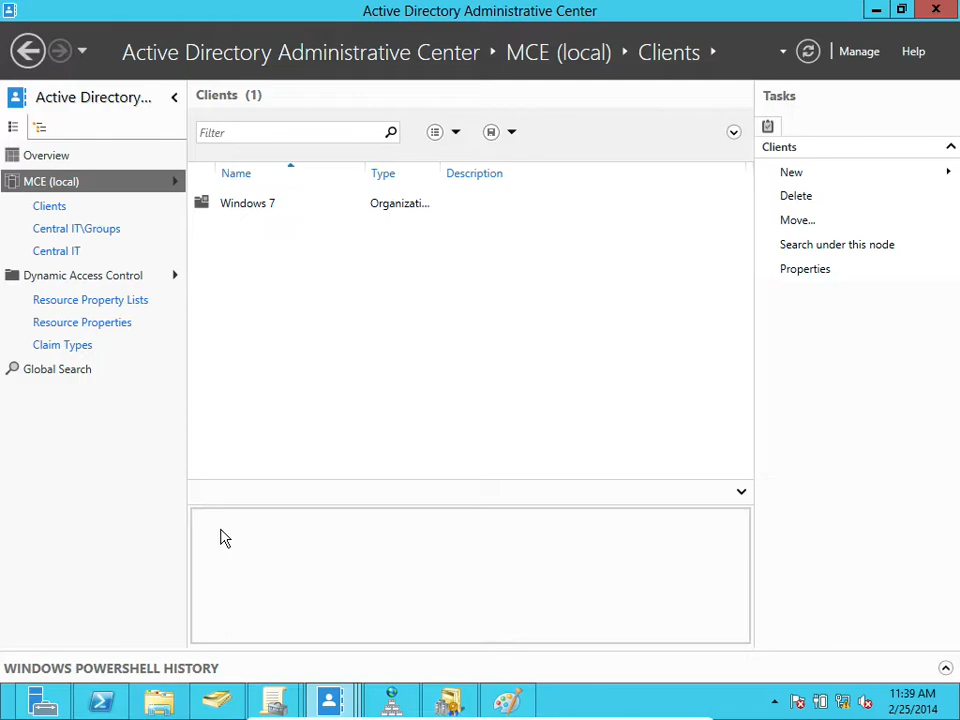 Active Directory Administrative Center
Active Directory Administrative Center ‣ MCE (local) ‣ Clients ‣
Manage
Help
Active Directory...
Overview
MCE (local)
Clients
Central IT\Groups
Central IT
Dynamic Access Control
Resource Property Lists
Resource Properties
Claim Types
Global Search
Clients (1)
Filter
Name Type Description
Windows 7 Organizati...
Tasks
Clients
New
Delete
Move...
Search under this node
Properties
WINDOWS POWERSHELL HISTORY
11:39 AM
2/25/2014